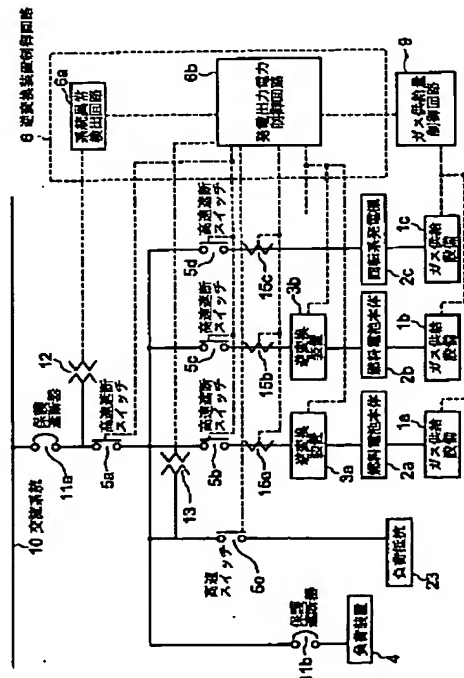 6 逆変換装置制御回路
6a
系統異常
検出回路
6b
発電出力電力
制御回路
9
ガス供給量
制御回路
10 交流系統
保護
遮断器
11a
12
高速遮断
スイッチ
5a
13
高速遮断
スイッチ
5b
高速遮断
スイッチ
5c
高速遮断
スイッチ
5d
15b
15c
3a
逆変換
装置
3b
逆変換
装置
2a
燃料電池本体
2b
燃料電池本体
2c
回転系発電機
1a
ガス供給
設備
1b
ガス供給
設備
1c
ガス供給
設備
高速
スイッチ
負荷抵抗
23
保護
遮断器
11b
負荷装置
4